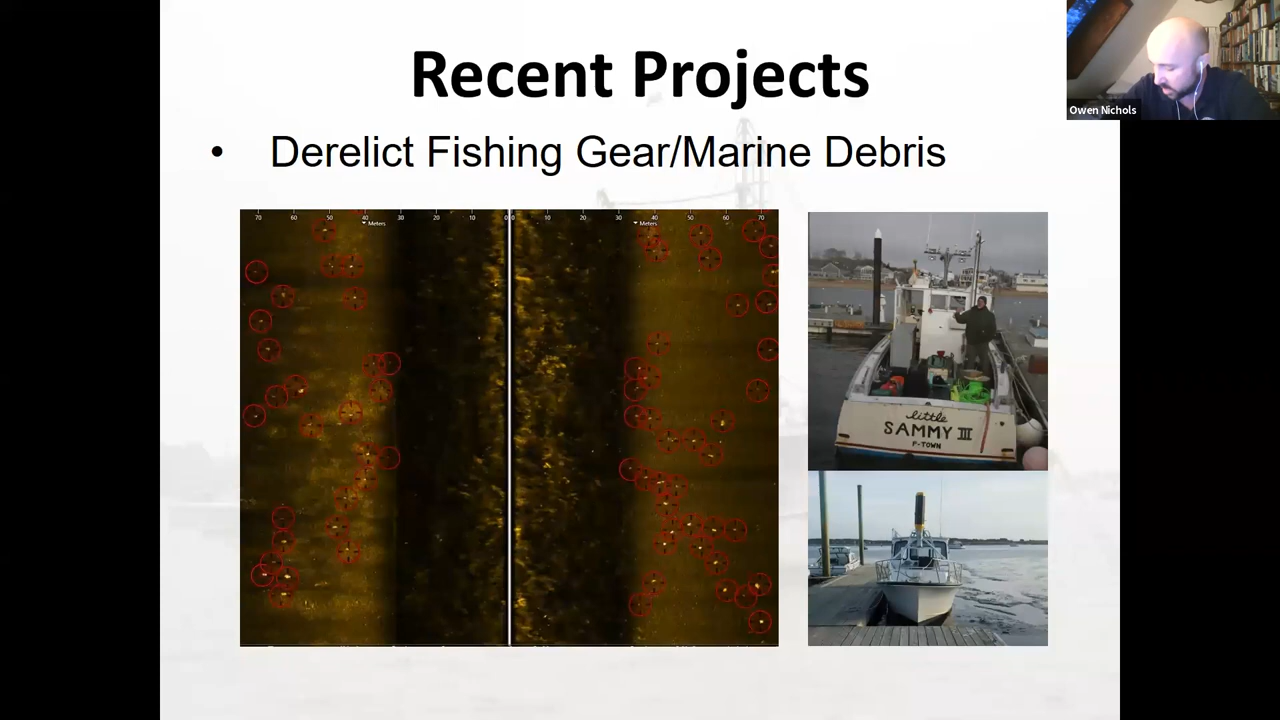 Recent Projects
Owen Nichols
• Derelict Fishing Gear/Marine Debris
70 60 50 40 30 20 10 0 0 10 20 30 40 50 60 70
Meters Meters
little
SAMMY III
P-TOWN